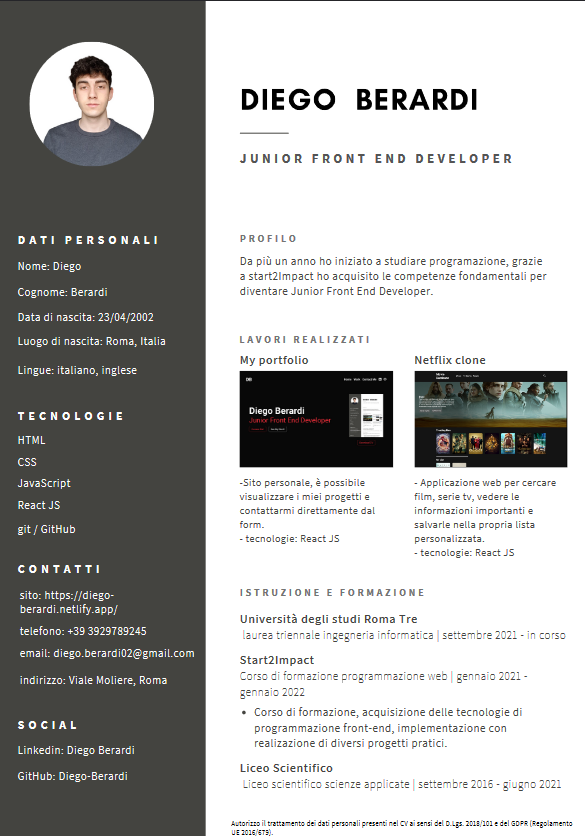 DIEGO BERARDI
JUNIOR FRONT END DEVELOPER
DATI PERSONALI
Nome: Diego
Cognome: Berardi
Data di nascita: 23/04/2002
Luogo di nascita: Roma, Italia
Lingue: italiano, inglese
TECNOLOGIE
HTML
CSS
JavaScript
React JS
git / GitHub
CONTATTI
sito: https://diego-
berardi.netlify.app/
telefono: +39 3929789245
email: diego.berardi02@gmail.com
indirizzo: Viale Moliere, Roma
SOCIAL
Linkedin: Diego Berardi
GitHub: Diego-Berardi
PROFILO
Da più un anno ho iniziato a studiare programazione, grazie
a start2Impact ho acquisito le competenze fondamentali per
diventare Junior Front End Developer.
LAVORI REALIZZATI
My portfolio
Diego Berardi
Junior Front End Developer
-Sito personale, è possibile
visualizzare i miei progetti e
contattarmi direttamente dal
form.
- tecnologie: React JS
Netflix clone
- Applicazione web per cercare
film, serie tv, vedere le
informazioni importanti e
salvarle nella propria lista
personalizzata.
- tecnologie: React JS
ISTRUZIONE E FORMAZIONE
Università degli studi Roma Tre
laurea triennale ingegneria informatica | settembre 2021 - in corso
Start2Impact
Corso di formazione programmazione web | gennaio 2021 -
gennaio 2022
• Corso di formazione, acquisizione delle tecnologie di
programmazione front-end, implementazione con
realizazione di diversi progetti pratici.
Liceo Scientifico
Liceo scientifico scienze applicate | settembre 2016 - giugno 2021
Autorizzo il trattamento dei dati personali presenti nel CV ai sensi del D.Lgs. 2018/101 e del GDPR (Regolamento
UE 2016/679).